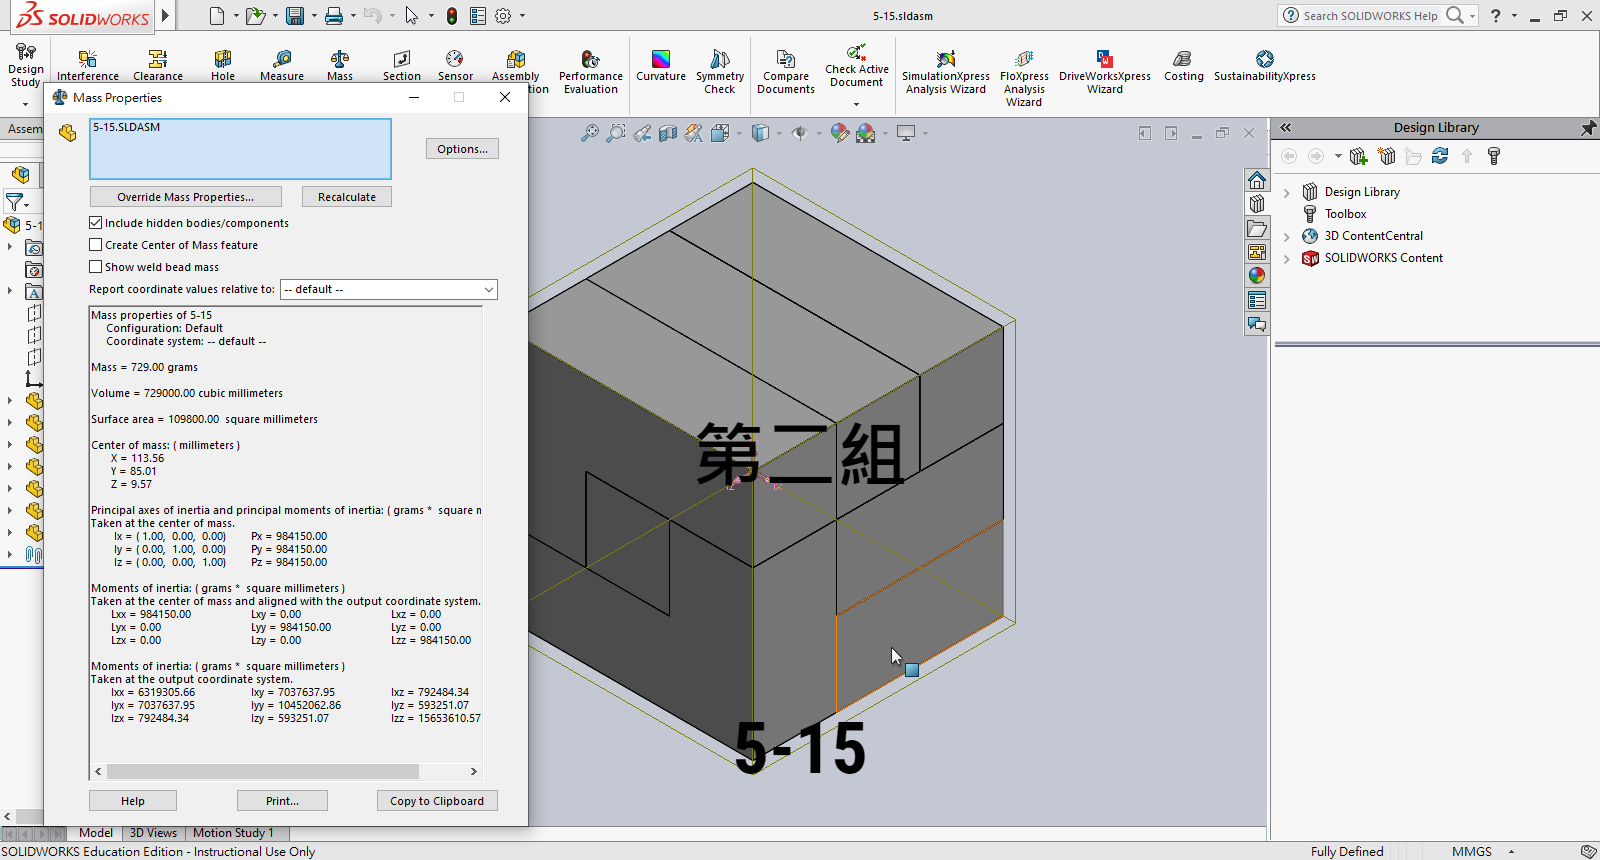 SOLIDWORKS
5-15.sldasm
Search SOLIDWORKS Help
Design Study
Interference
Clearance
Hole
Measure
Mass
Section
Sensor
Assembly
tion
Performance Evaluation
Curvature
Symmetry Check
Compare Documents
Check Active Document
SimulationXpress Analysis Wizard
FloXpress Analysis Wizard
DriveWorksXpress Wizard
Costing
SustainabilityXpress
Assem
Mass Properties
5-15.SLDASM
Options...
Override Mass Properties...
Recalculate
Include hidden bodies/components
Create Center of Mass feature
Show weld bead mass
Report coordinate values relative to:
-- default --
Mass properties of 5-15
Configuration: Default
Coordinate system: -- default --
Mass = 729.00 grams
Volume = 729000.00 cubic millimeters
Surface area = 109800.00 square millimeters
Center of mass: ( millimeters )
X = 113.56
Y = 85.01
Z = 9.57
Principal axes of inertia and principal moments of inertia: ( grams * square n
Taken at the center of mass.
Ix = ( 1.00, 0.00, 0.00) Px = 984150.00
Iy = ( 0.00, 1.00, 0.00) Py = 984150.00
Iz = ( 0.00, 0.00, 1.00) Pz = 984150.00
Moments of inertia: ( grams * square millimeters )
Taken at the center of mass and aligned with the output coordinate system.
Lxx = 984150.00 Lxy = 0.00 Lxz = 0.00
Lyx = 0.00 Lyy = 984150.00 Lyz = 0.00
Lzx = 0.00 Lzy = 0.00 Lzz = 984150.00
Moments of inertia: ( grams * square millimeters )
Taken at the output coordinate system.
Ixx = 6319305.66 Ixy = 7037637.95 Ixz = 792484.34
Iyx = 7037637.95 Iyy = 10452062.86 Iyz = 593251.07
Izx = 792484.34 Izy = 593251.07 Izz = 15653610.57
Help
Print...
Copy to Clipboard
5-1
第二組
5-15
Design Library
Design Library
Toolbox
3D ContentCentral
SOLIDWORKS Content
Model
3D Views
Motion Study 1
SOLIDWORKS Education Edition - Instructional Use Only
Fully Defined
MMGS